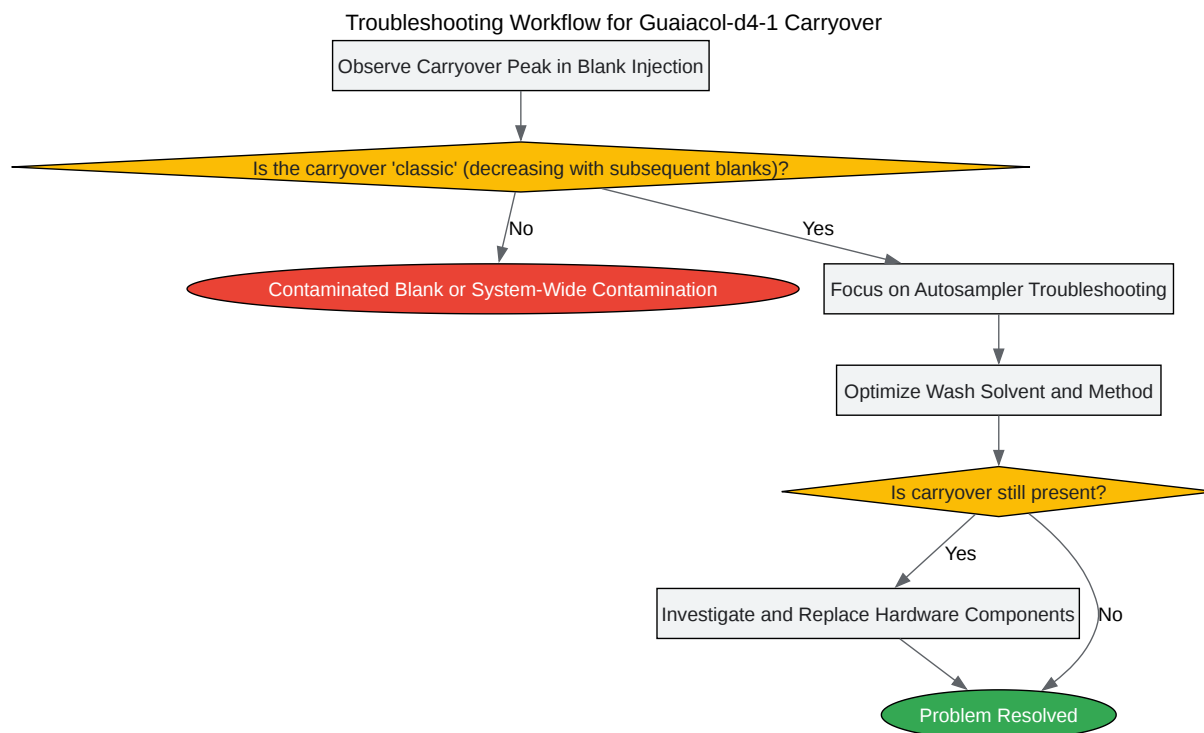 Troubleshooting Workflow for Guaiacol-d4-1 Carryover
Observe Carryover Peak in Blank Injection
Is the carryover 'classic' (decreasing with subsequent blanks)?
No
Yes
Contaminated Blank or System-Wide Contamination
Focus on Autosampler Troubleshooting
Optimize Wash Solvent and Method
Is carryover still present?
Yes
Investigate and Replace Hardware Components
No
Problem Resolved